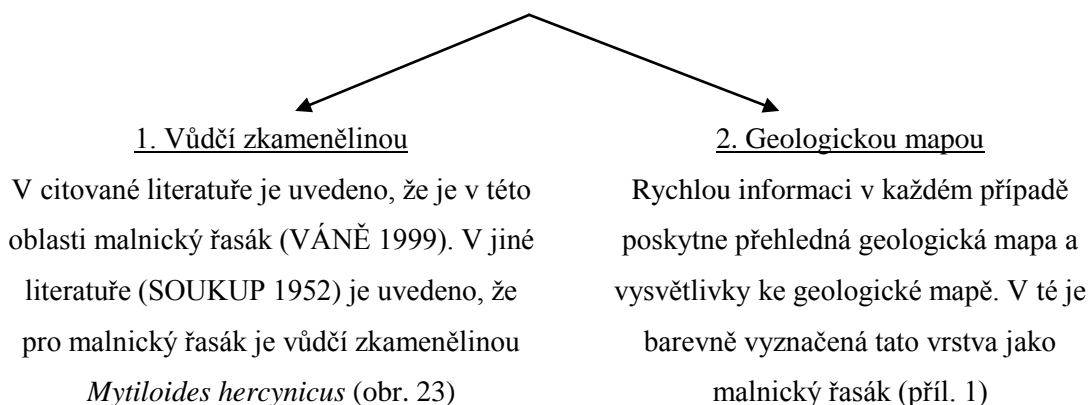 1. Vůdčí zkamenělinou
V citované literatuře je uvedeno, že je v této
oblasti malnický řasák (VÁNĚ 1999). V jiné
literatuře (SOUKUP 1952) je uvedeno, že
pro malnický řasák je vůdčí zkamenělinou
Mytiloides hercynicus (obr. 23)
2. Geologickou mapou
Rychlou informaci v každém případě
poskytne přehledná geologická mapa a
vysvětlivky ke geologické mapě. V té je
barevně vyznačená tato vrstva jako
malnický řasák (příl. 1)